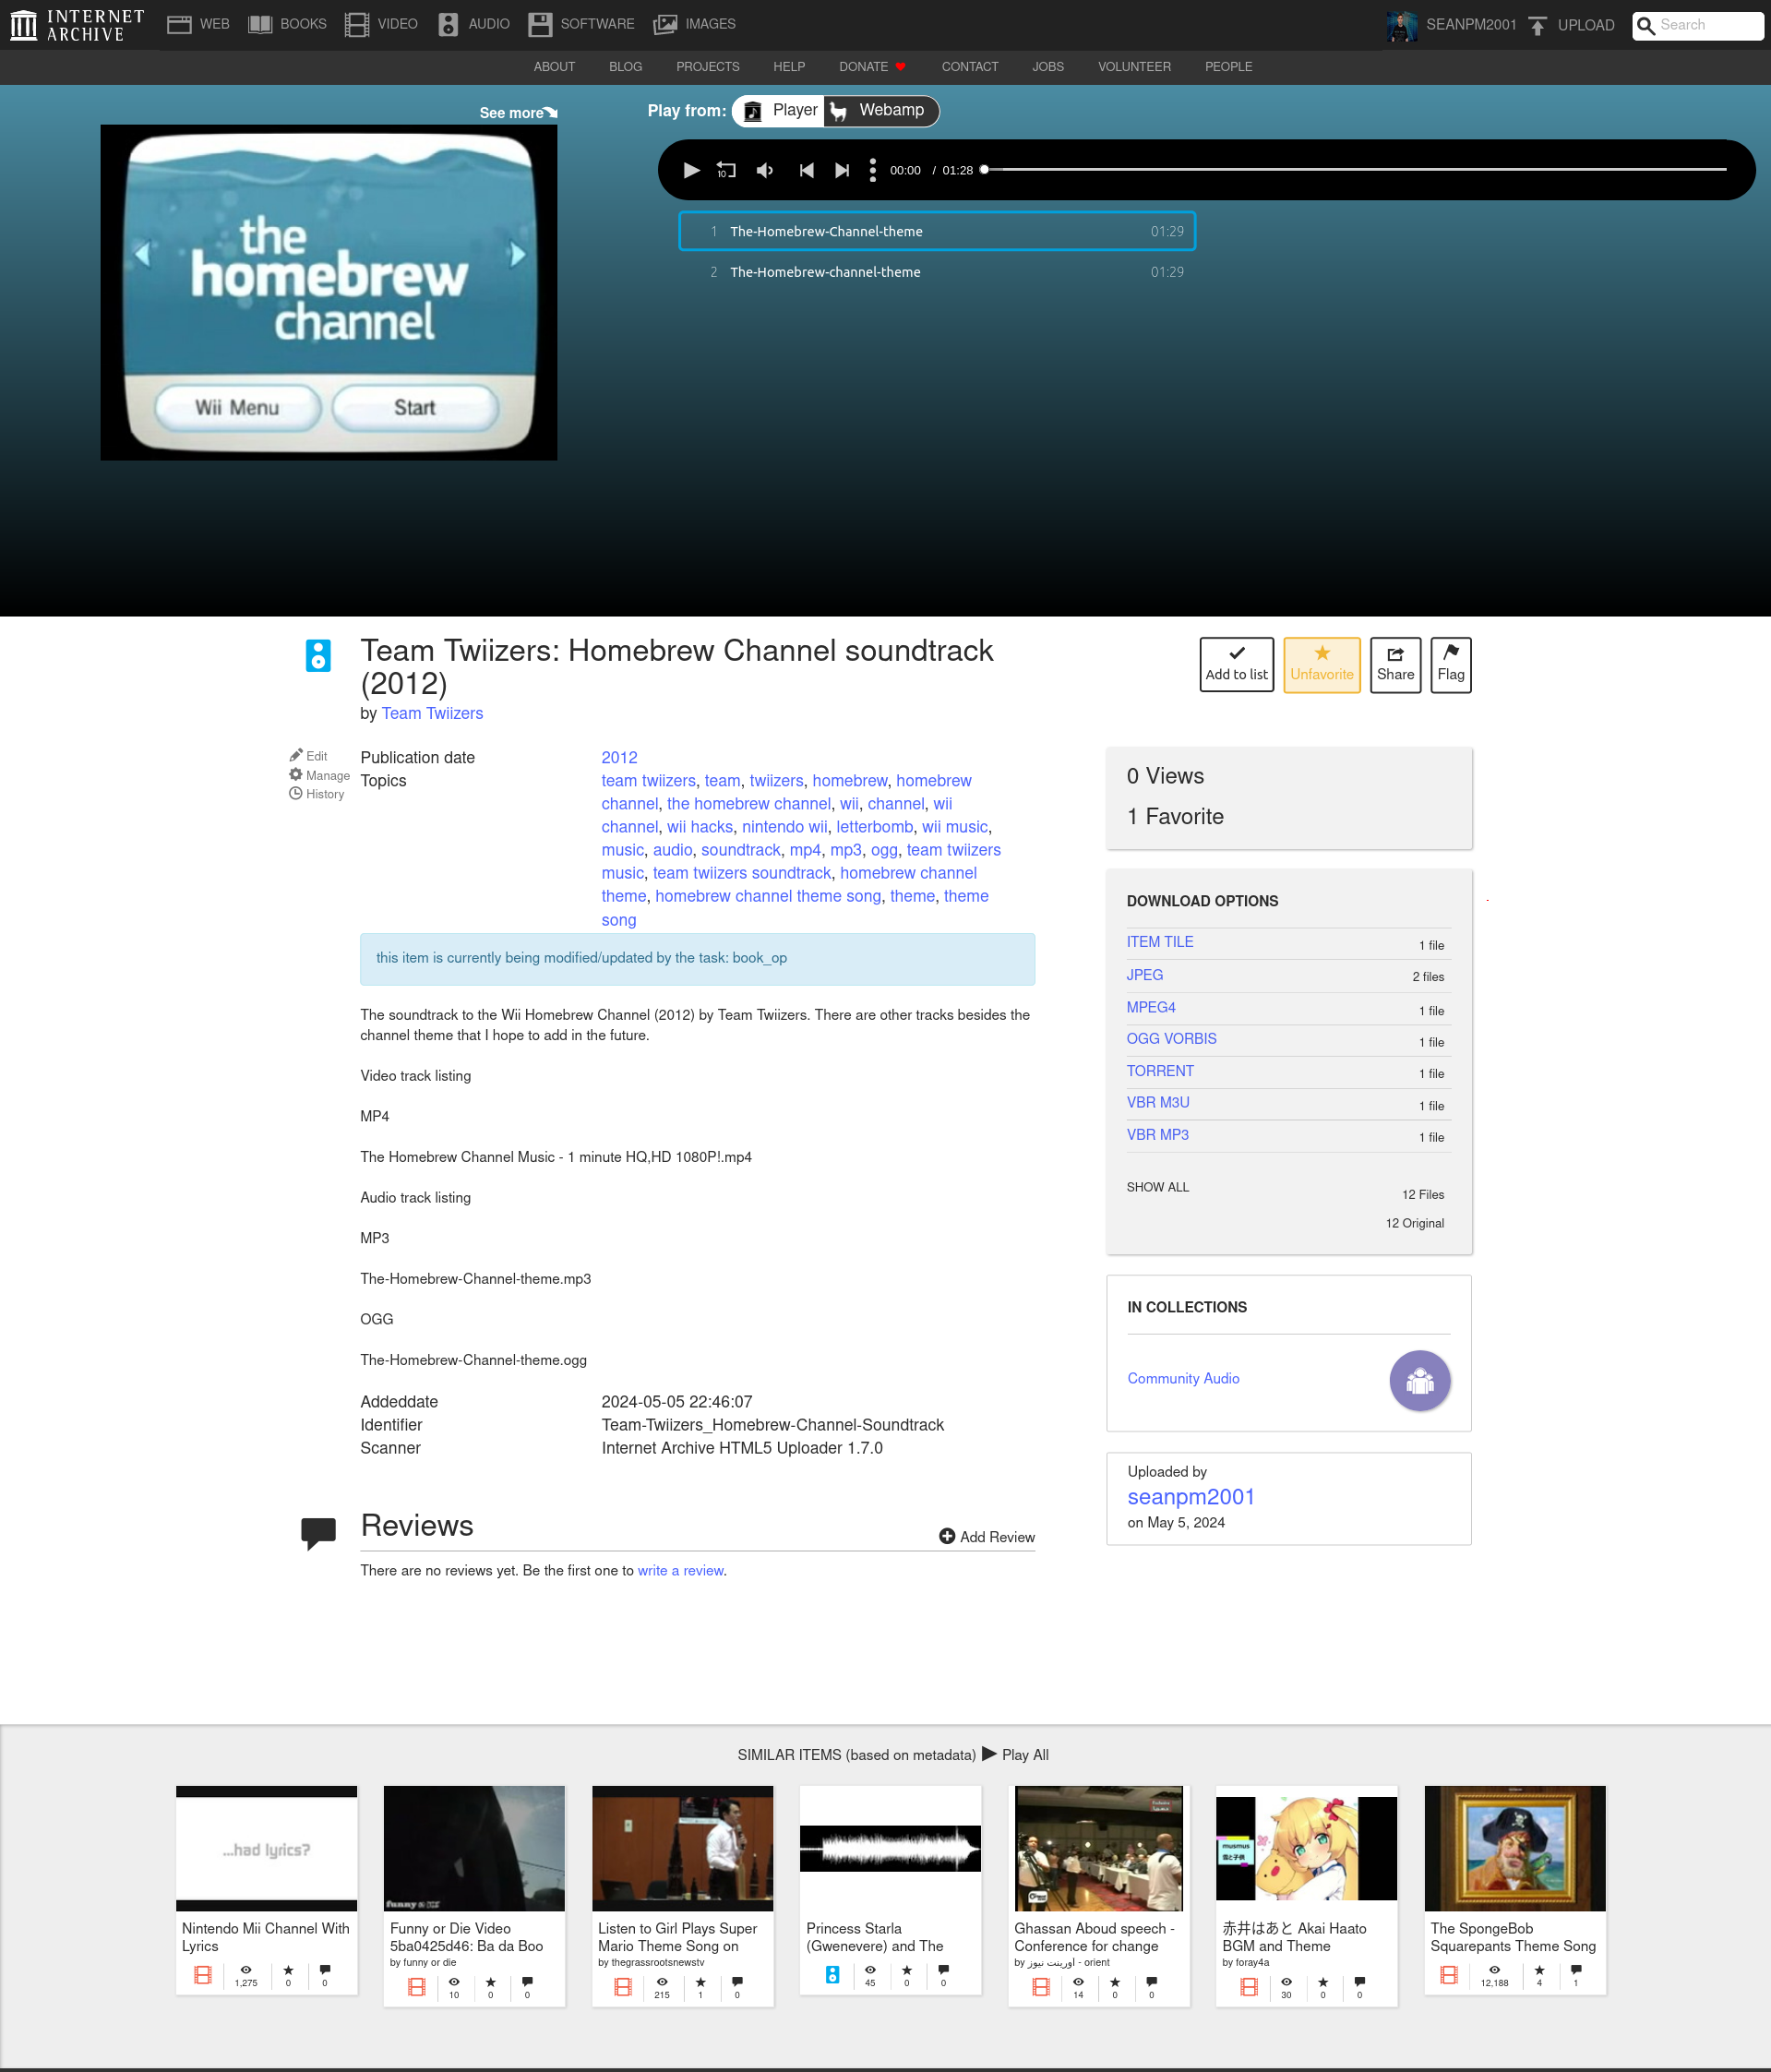 INTERNET ARCHIVE
WEB BOOKS VIDEO AUDIO SOFTWARE IMAGES
SEANPM2001 UPLOAD Search
ABOUT BLOG PROJECTS HELP DONATE CONTACT JOBS VOLUNTEER PEOPLE
See more
the
homebrew
channel
Wii Menu Start
Play from: Player Webamp
10 00:00 / 01:28
1 The-Homebrew-Channel-theme 01:29
2 The-Homebrew-channel-theme 01:29
Team Twiizers: Homebrew Channel soundtrack
(2012)
by Team Twiizers
Add to list Unfavorite Share Flag
Edit
Manage
History
Publication date 2012
Topics team twiizers, team, twiizers, homebrew, homebrew
channel, the homebrew channel, wii, channel, wii
channel, wii hacks, nintendo wii, letterbomb, wii music,
music, audio, soundtrack, mp4, mp3, ogg, team twiizers
music, team twiizers soundtrack, homebrew channel
theme, homebrew channel theme song, theme, theme
song
this item is currently being modified/updated by the task: book_op
The soundtrack to the Wii Homebrew Channel (2012) by Team Twiizers. There are other tracks besides the
channel theme that I hope to add in the future.
Video track listing
MP4
The Homebrew Channel Music - 1 minute HQ,HD 1080P!.mp4
Audio track listing
MP3
The-Homebrew-Channel-theme.mp3
OGG
The-Homebrew-Channel-theme.ogg
Addeddate 2024-05-05 22:46:07
Identifier Team-Twiizers_Homebrew-Channel-Soundtrack
Scanner Internet Archive HTML5 Uploader 1.7.0
Reviews
Add Review
There are no reviews yet. Be the first one to write a review.
0 Views
1 Favorite
DOWNLOAD OPTIONS
ITEM TILE 1 file
JPEG 2 files
MPEG4 1 file
OGG VORBIS 1 file
TORRENT 1 file
VBR M3U 1 file
VBR MP3 1 file
SHOW ALL 12 Files
12 Original
IN COLLECTIONS
Community Audio
Uploaded by
seanpm2001
on May 5, 2024
SIMILAR ITEMS (based on metadata) Play All
...had lyrics?
Nintendo Mii Channel With
Lyrics
1,275 0 0
funny or die
Funny or Die Video
5ba0425d46: Ba da Boo
by funny or die
10 0 0
Listen to Girl Plays Super
Mario Theme Song on
by thegrassrootsnewstv
215 1 0
Princess Starla
(Gwenevere) and The
45 0 0
Ghassan Aboud speech -
Conference for change
by اورينت نيوز - orient
14 0 0
musmus
雲と子供
赤井はあと Akai Haato
BGM and Theme
by foray4a
30 0 0
The SpongeBob
Squarepants Theme Song
12,188 4 1